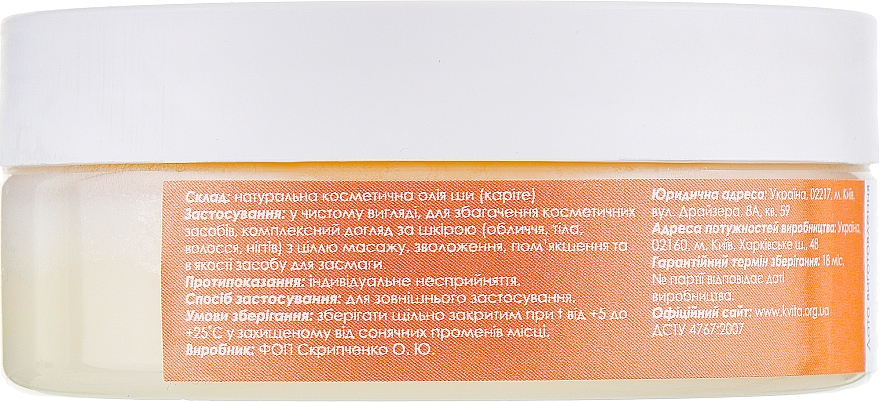 Склад: натуральна косметична олія ши (каріте)
Застосування: у чистому вигляді, для збагачення косметичних
засобів, комплексний догляд за шкірою (обличчя, тіла,
волосся, нігтів) з ціллю масажу, зволоження, пом'якшення та
в якості засобу для засмаги.
Протипоказання: індивідуальне несприйняття.
Спосіб застосування: для зовнішнього застосування.
Умови зберігання: зберігати щільно закритим при t від +5 до
+25°С у захищеному від сонячних променів місці.
Виробник: ФОП Скрипченко О. Ю.
Юридична адреса: Україна, 02217, м. Київ,
вул. Драйзера, 8А, кв. 59
Адреса потужностей виробництва: Україна,
02160, м. Київ, Харківське ш., 48
Гарантійний термін зберігання: 18 міс.
№ партії відповідає даті
виробництва.
Офіційний сайт: www.kvita.org.ua
ДСТУ 4767:2007
Дата виготовлення